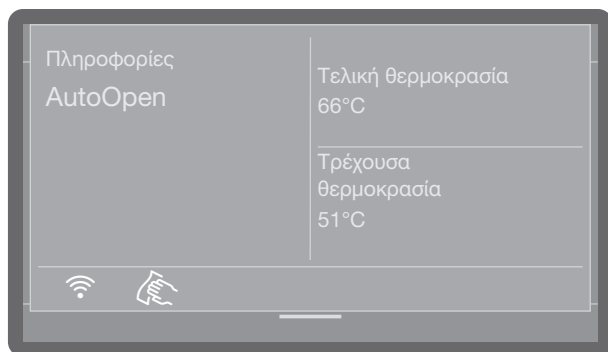 Πληροφορίες
AutoOpen
Τελική θερμοκρασία
66°C
Τρέχουσα
θερμοκρασία
51°C